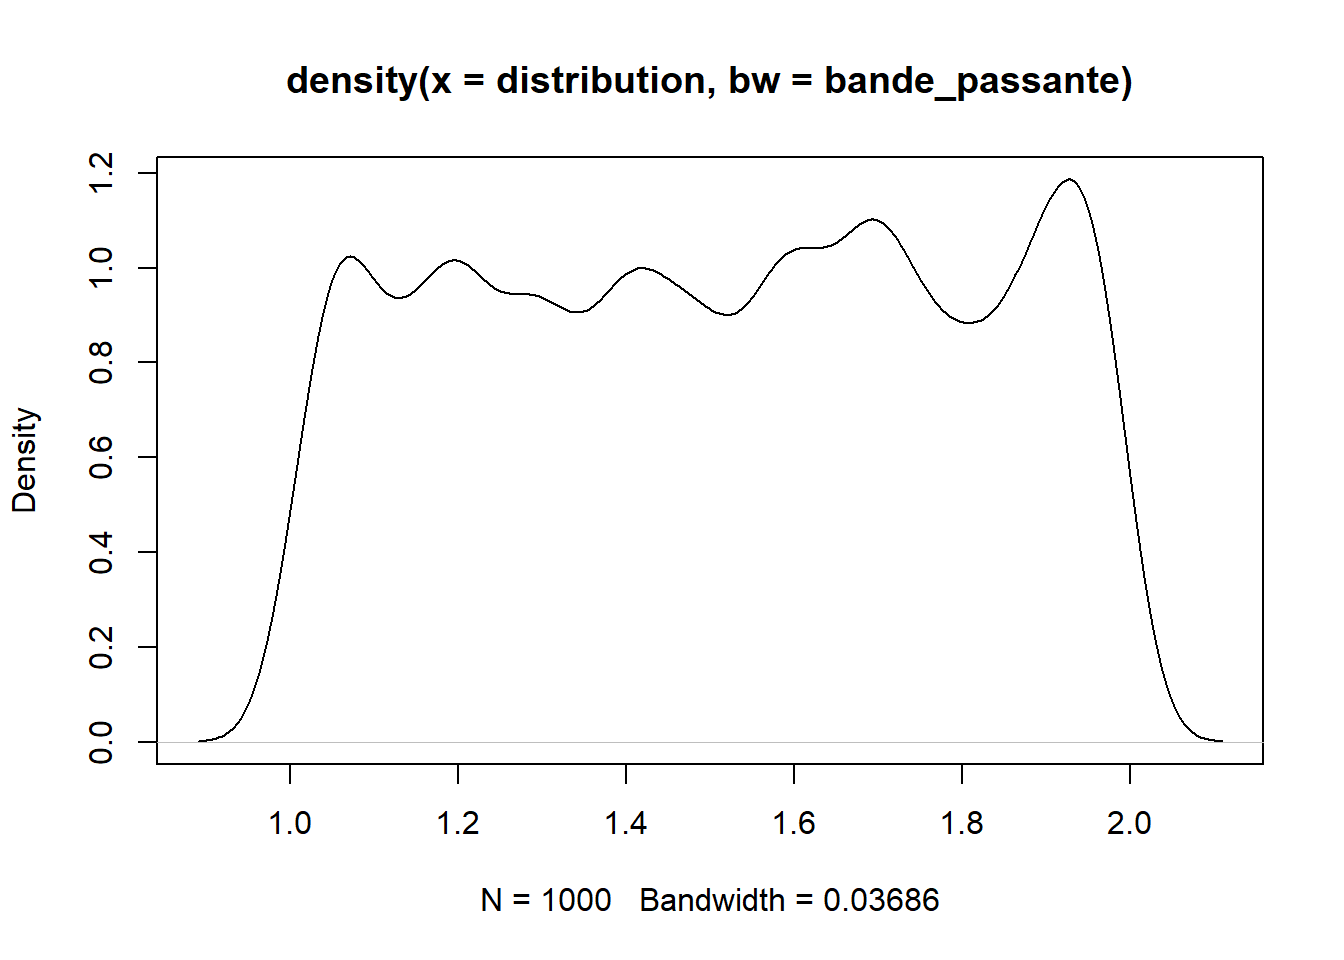 density(x = distribution, bw = bande_passante)
1.2
1.0
0.8
0.6
0.4
0.2
0.0
Density
1.0 1.2 1.4 1.6 1.8 2.0
N = 1000 Bandwidth = 0.03686